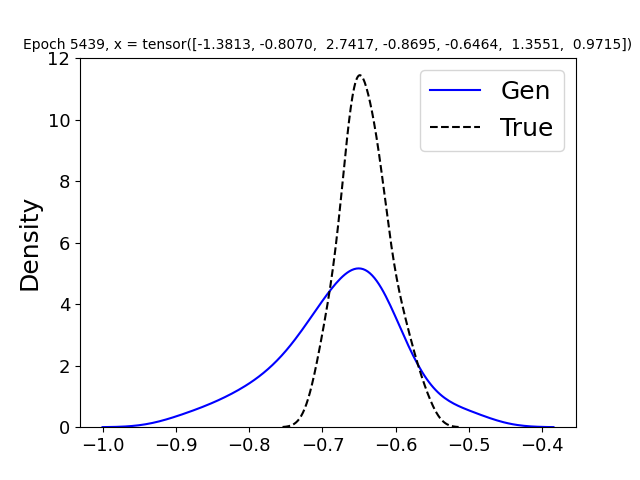 Epoch 5439, x = tensor([-1.3813, -0.8070,  2.7417, -0.8695, -0.6464,  1.3551,  0.9715])
12
10
8
6
4
2
0
Density
Gen
True
−1.0 −0.9 −0.8 −0.7 −0.6 −0.5 −0.4